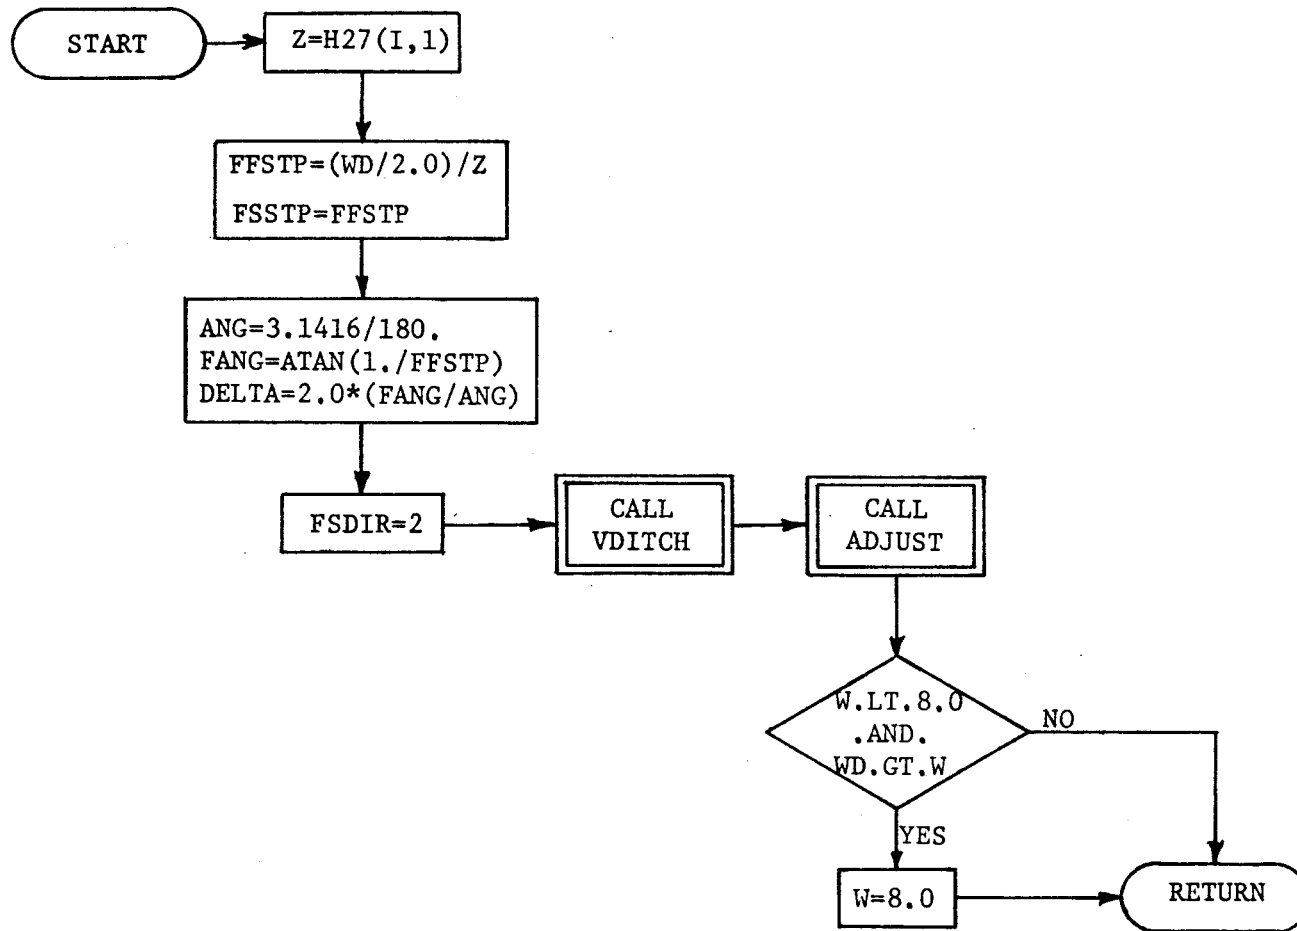 START
Z=H27(I,1)
FFSTP=(WD/2.0)/Z
FSSTP=FFSTP
ANG=3.1416/180.
FANG=ATAN(1./FFSTP)
DELTA=2.0*(FANG/ANG)
FSDIR=2
CALL
VDITCH
CALL
ADJUST
W.LT.8.0
.AND.
WD.GT.W
NO
YES
W=8.0
RETURN